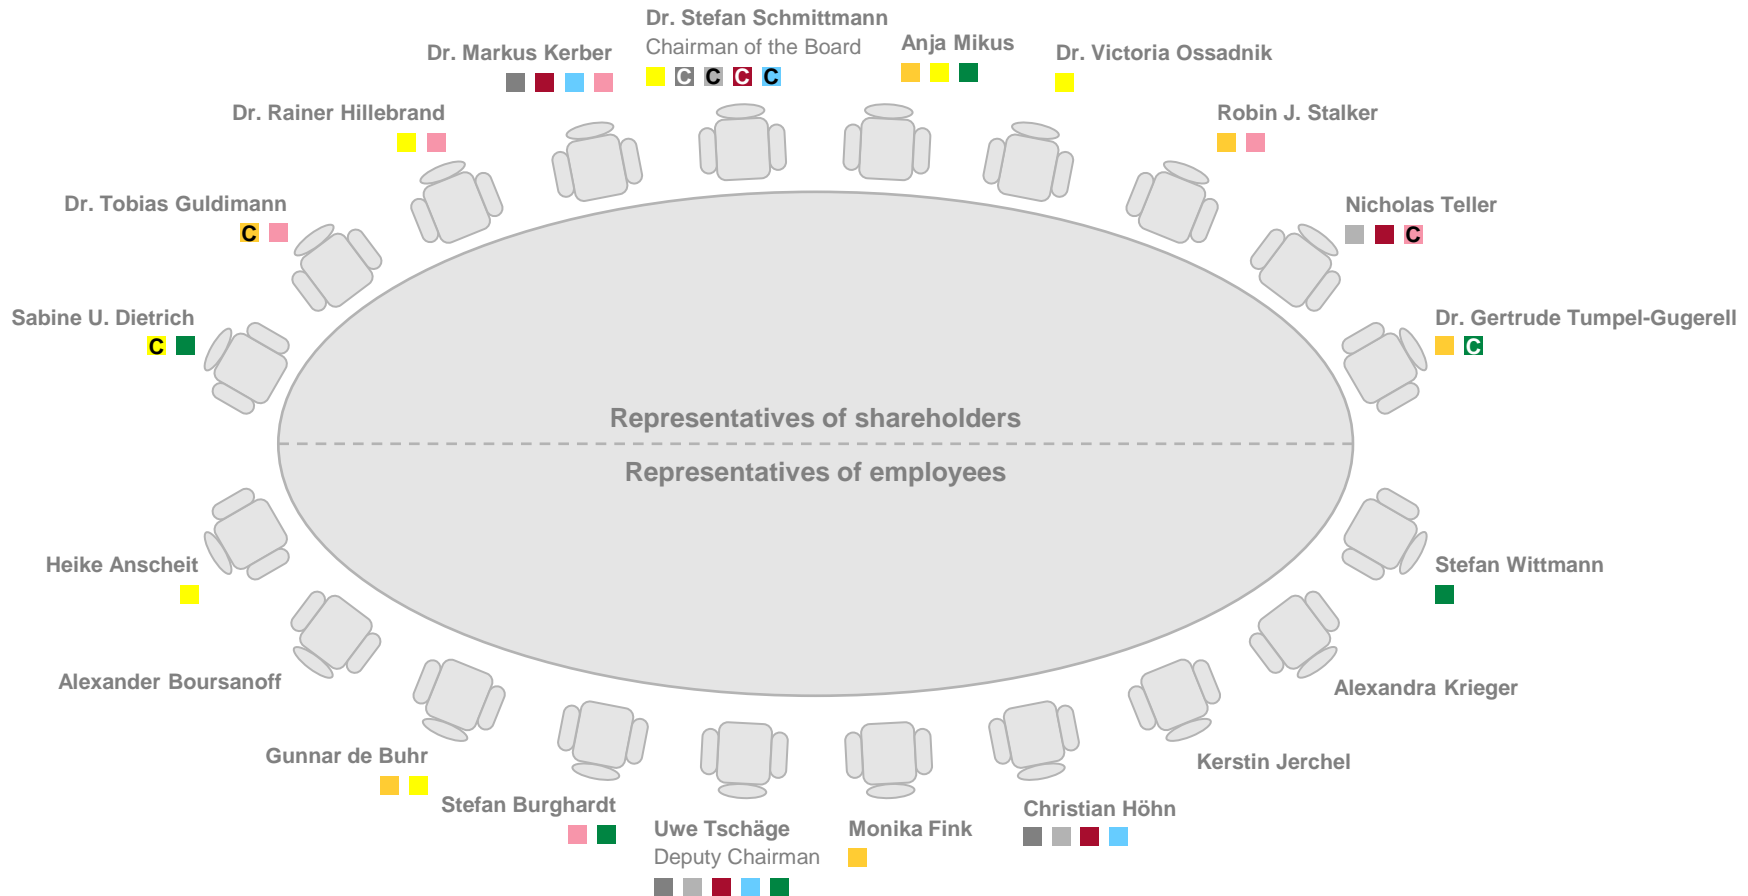 Dr. Stefan Schmittmann
Chairman of the Board
C C C C
Dr. Markus Kerber
Anja Mikus
Dr. Victoria Ossadnik
Dr. Rainer Hillebrand
Robin J. Stalker
Dr. Tobias Guldimann
C
Nicholas Teller
C
Sabine U. Dietrich
C
Dr. Gertrude Tumpel-Gugerell
C
Representatives of shareholders
Representatives of employees
Heike Anscheit
Stefan Wittmann
Alexander Boursanoff
Alexandra Krieger
Gunnar de Buhr
Kerstin Jerchel
Stefan Burghardt
Christian Höhn
Uwe Tschäge
Deputy Chairman
Monika Fink